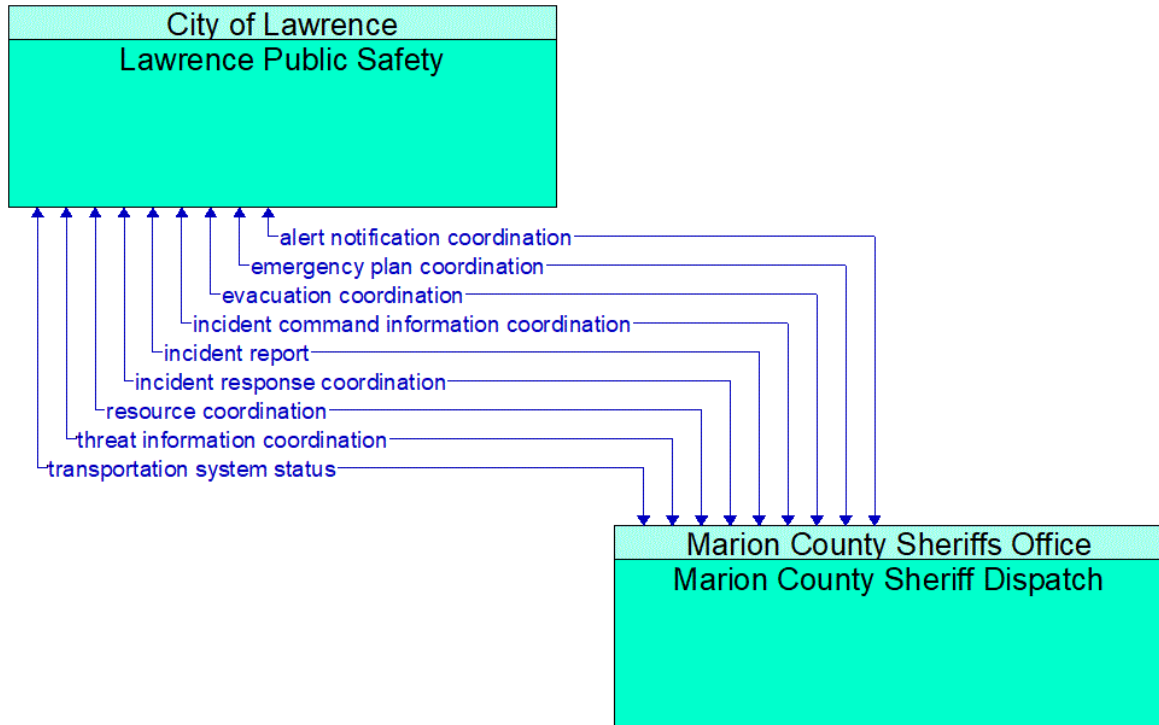 City of Lawrence
Lawrence Public Safety
alert notification coordination
emergency plan coordination
evacuation coordination
incident command information coordination
incident report
incident response coordination
resource coordination
threat information coordination
transportation system status
Marion County Sheriffs Office
Marion County Sheriff Dispatch